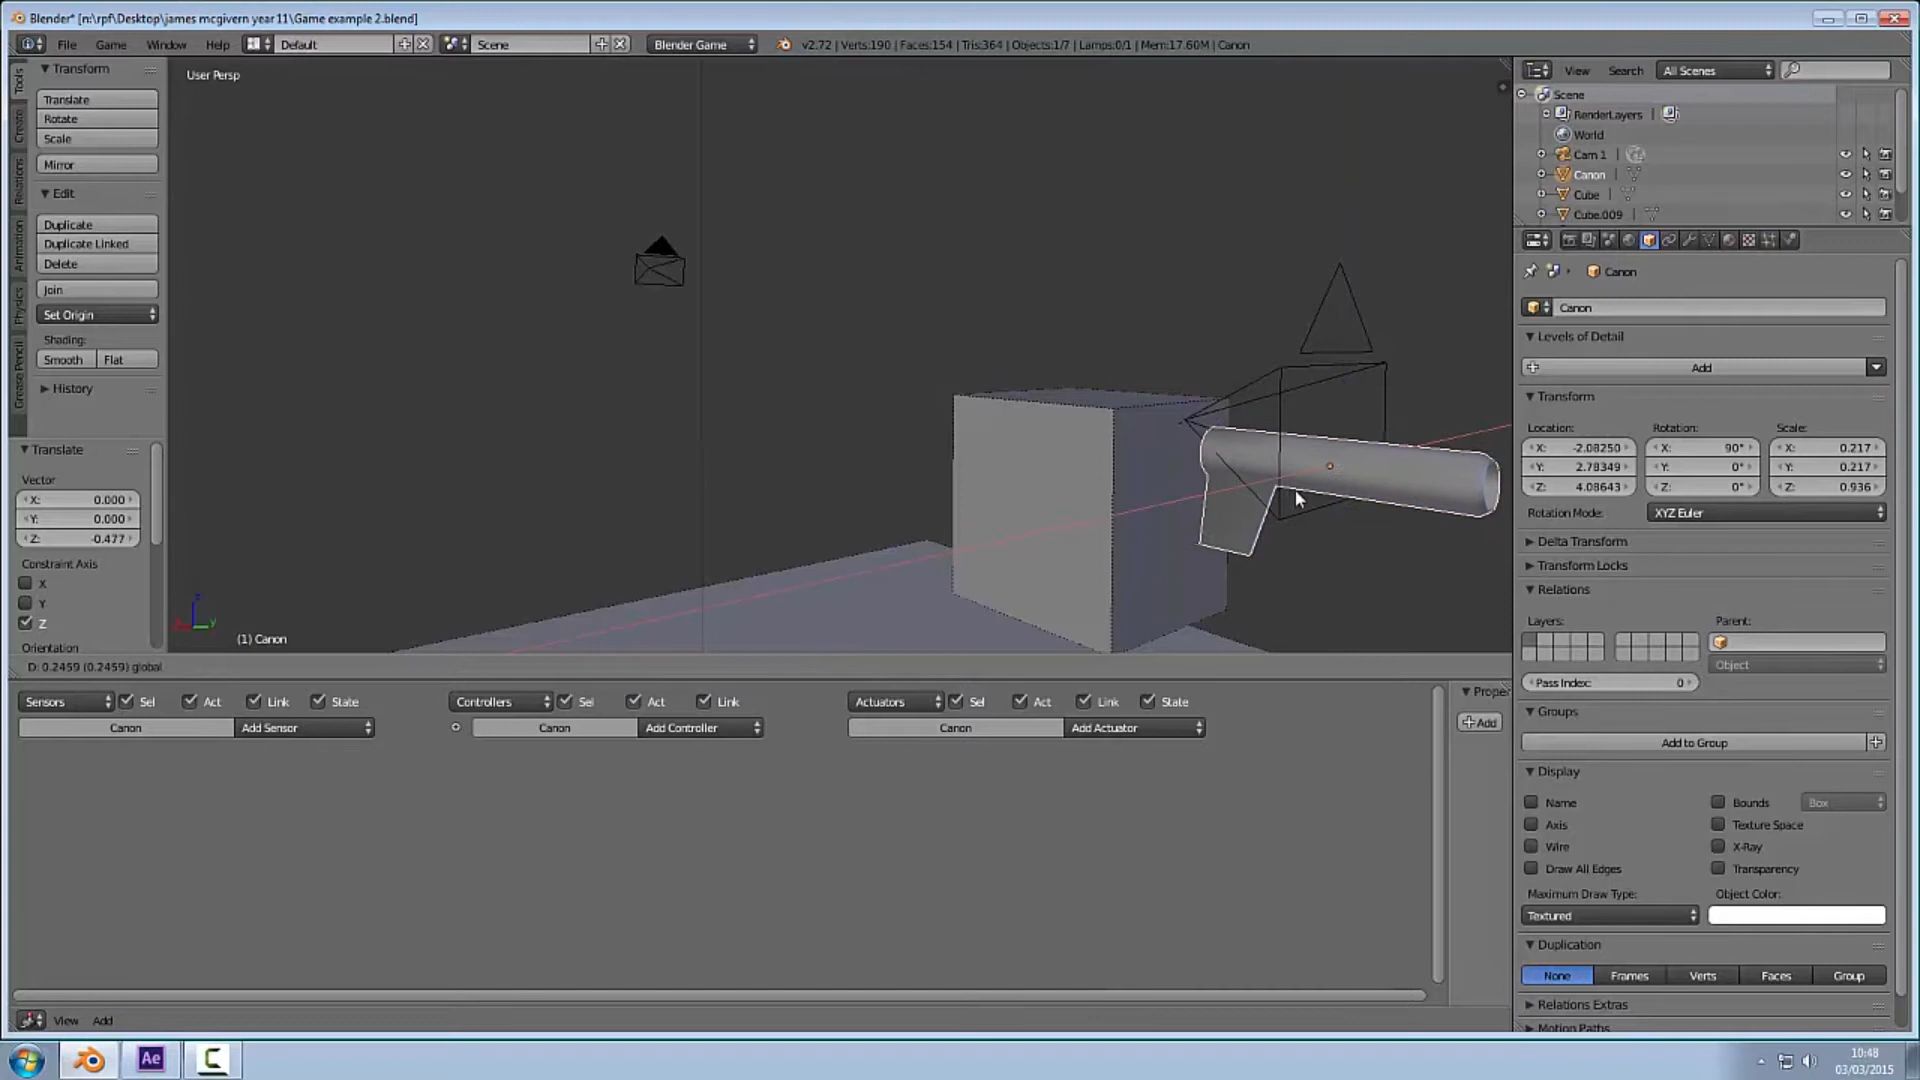 Blender* [n:\rpf\Desktop\james mcgivern year 11\Game example 2.blend]
File Game Window Help Default Scene Blender Game v2.72 | Verts:190 | Faces:154 | Tris:364 | Objects:1/7 | Lamps:0/1 | Mem:17.60M | Canon
Tools
Create
Relations
Animation
Physics
Grease Pencil
Transform
Translate
Rotate
Scale
Mirror
Edit
Duplicate
Duplicate Linked
Delete
Join
Set Origin
Shading:
Smooth Flat
History
Translate
Vector
X: 0.000
Y: 0.000
Z: -0.477
Constraint Axis
X
Y
Z
Orientation
User Persp
(1) Canon
D: 0.2459 (0.2459) global
Sensors Sel Act Link State Controllers Sel Act Link Actuators Sel Act Link State
Canon Add Sensor Canon Add Controller Canon Add Actuator
Proper
Add
View Add
View Search All Scenes
Scene
RenderLayers
World
Cam 1
Canon
Cube
Cube.009
Canon
Canon
Levels of Detail
Add
Transform
Location: Rotation: Scale:
X: -2.08250 X: 90° X: 0.217
Y: 2.78349 Y: 0° Y: 0.217
Z: 4.08643 Z: 0° Z: 0.936
Rotation Mode: XYZ Euler
Delta Transform
Transform Locks
Relations
Layers: Parent:
Object
Pass Index: 0
Groups
Add to Group
Display
Name Bounds Box
Axis Texture Space
Wire X-Ray
Draw All Edges Transparency
Maximum Draw Type: Object Color:
Textured
Duplication
None Frames Verts Faces Group
Relations Extras
Motion Paths
Ae C
10:48
03/03/2015